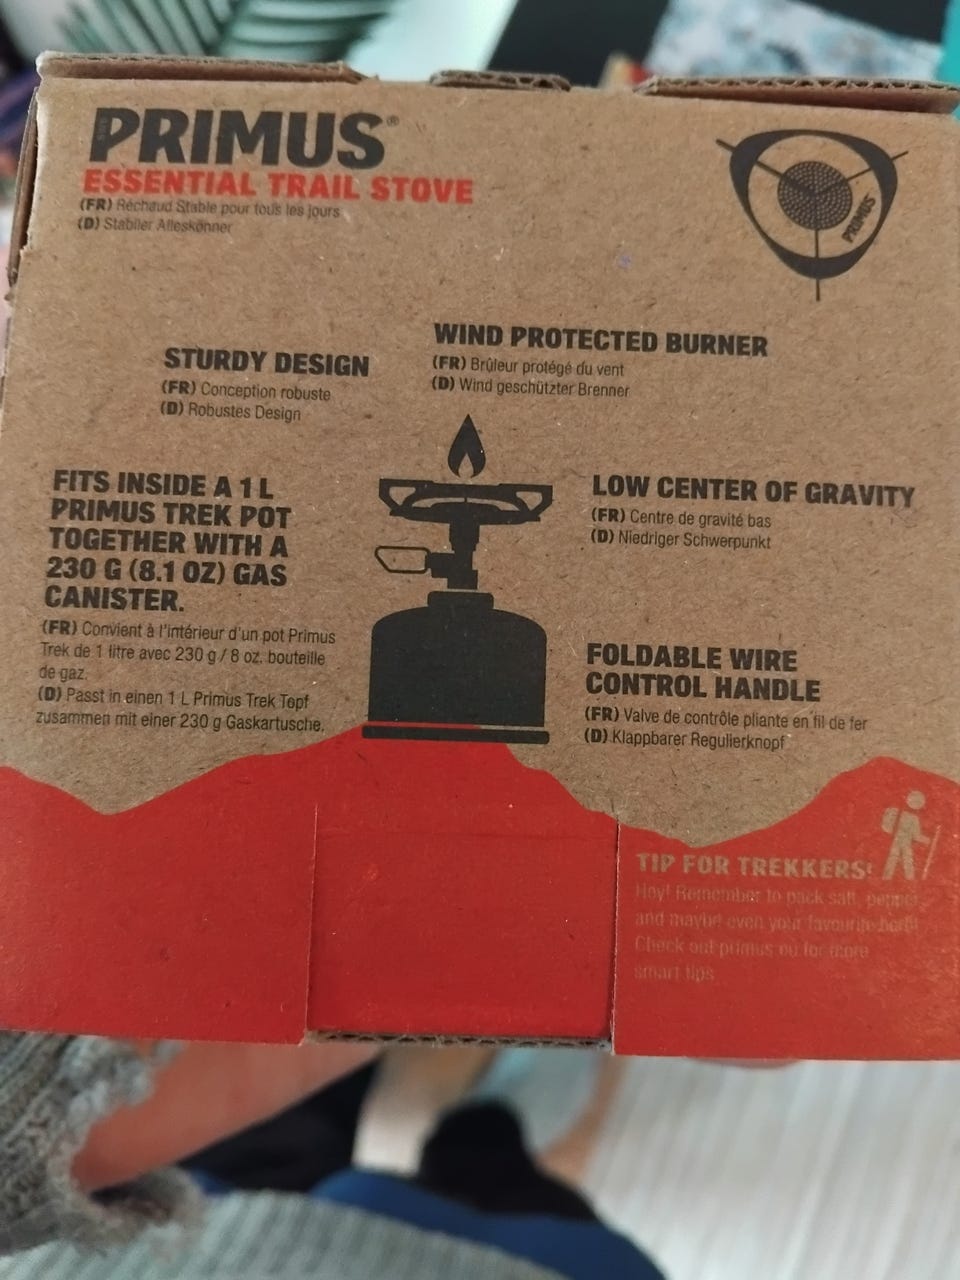 PRIMUS®
ESSENTIAL TRAIL STOVE
(FR) Réchaud Stable pour tous les jours
(D) Stabiler Alleskönner
PRIMUS
WIND PROTECTED BURNER
(FR) Brûleur protégé du vent
(D) Wind geschützter Brenner
STURDY DESIGN
(FR) Conception robuste
(D) Robustes Design
FITS INSIDE A 1 L
PRIMUS TREK POT
TOGETHER WITH A
230 G (8.1 OZ) GAS
CANISTER.
(FR) Convient à l'intérieur d'un pot Primus
Trek de 1 litre avec 230 g / 8 oz. bouteille
de gaz.
(D) Passt in einen 1 L Primus Trek Topf
zusammen mit einer 230 g Gaskartusche.
LOW CENTER OF GRAVITY
(FR) Centre de gravité bas
(D) Niedriger Schwerpunkt
FOLDABLE WIRE
CONTROL HANDLE
(FR) Valve de contrôle pliante en fil de fer
(D) Klappbarer Regulierknopf
TIP FOR TREKKERS:
Hey! Remember to pack salt, pepper,
and maybe even your favourite herb!
Check out primus.eu for more
smart tips